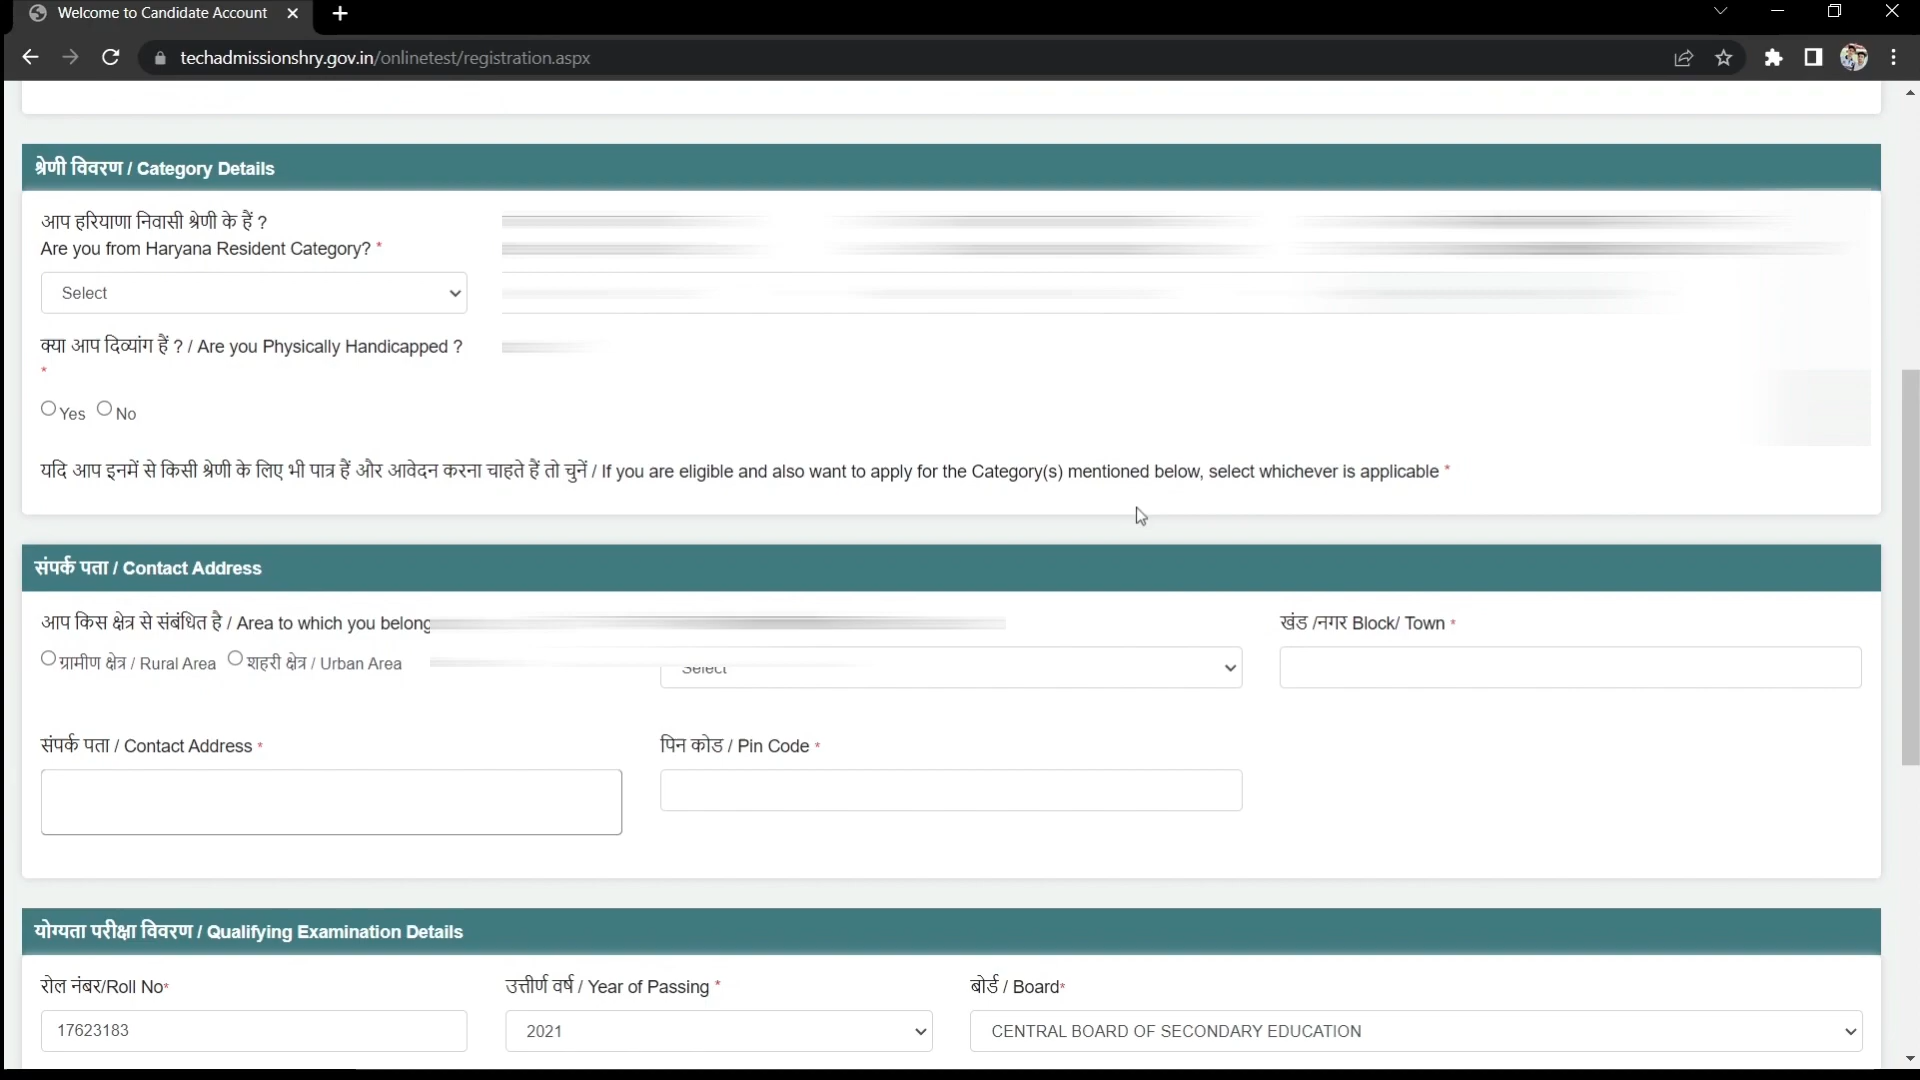 Welcome to Candidate Account
techadmissionshry.gov.in/onlinetest/registration.aspx
श्रेणी विवरण / Category Details
आप हरियाणा निवासी श्रेणी के हैं ?
Are you from Haryana Resident Category? *
Select
क्या आप दिव्यांग हैं ? / Are you Physically Handicapped ?
*
Yes No
यदि आप इनमें से किसी श्रेणी के लिए भी पात्र हैं और आवेदन करना चाहते हैं तो चुनें / If you are eligible and also want to apply for the Category(s) mentioned below, select whichever is applicable *
संपर्क पता / Contact Address
आप किस क्षेत्र से संबंधित है / Area to which you belong
खंड /नगर Block/ Town *
ग्रामीण क्षेत्र / Rural Area शहरी क्षेत्र / Urban Area
Select
संपर्क पता / Contact Address *
पिन कोड / Pin Code *
योग्यता परीक्षा विवरण / Qualifying Examination Details
रोल नंबर/Roll No*
उत्तीर्ण वर्ष / Year of Passing *
बोर्ड / Board*
17623183
2021
CENTRAL BOARD OF SECONDARY EDUCATION